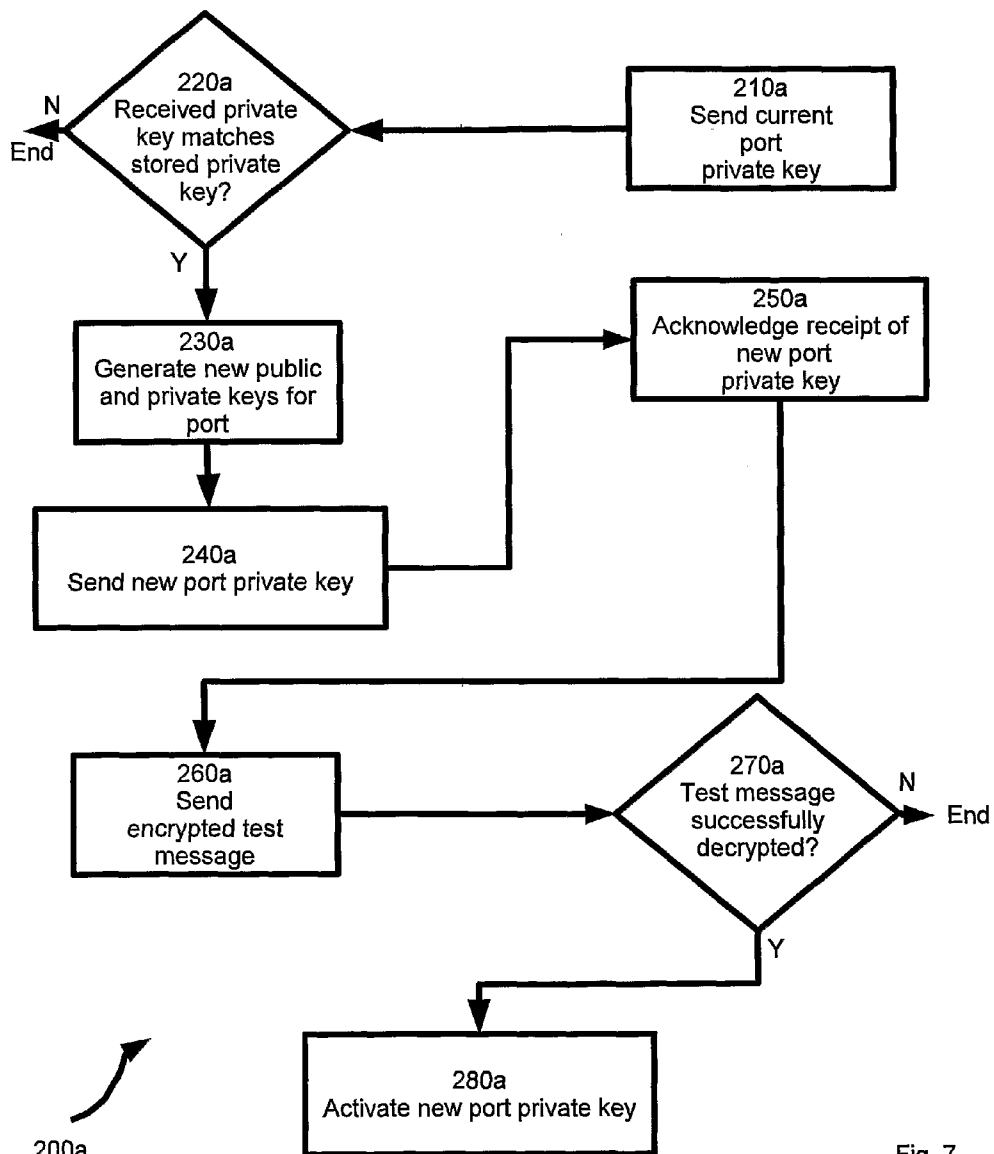 220a
Received private
key matches
stored private
key?
N
End
Y
210a
Send current
port
private key
230a
Generate new public
and private keys for
port
250a
Acknowledge receipt of
new port
private key
240a
Send new port private key
260a
Send
encrypted test
message
270a
Test message
successfully
decrypted?
N
End
Y
280a
Activate new port private key
200a
Fig. 7